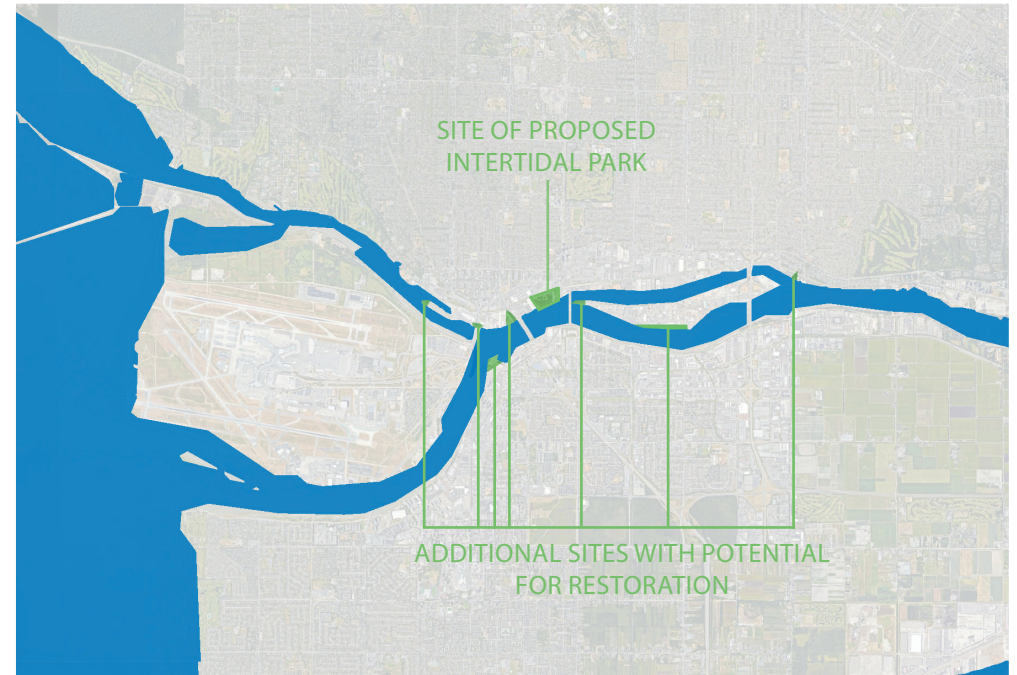 SITE OF PROPOSED
INTERTIDAL PARK
ADDITIONAL SITES WITH POTENTIAL
FOR RESTORATION